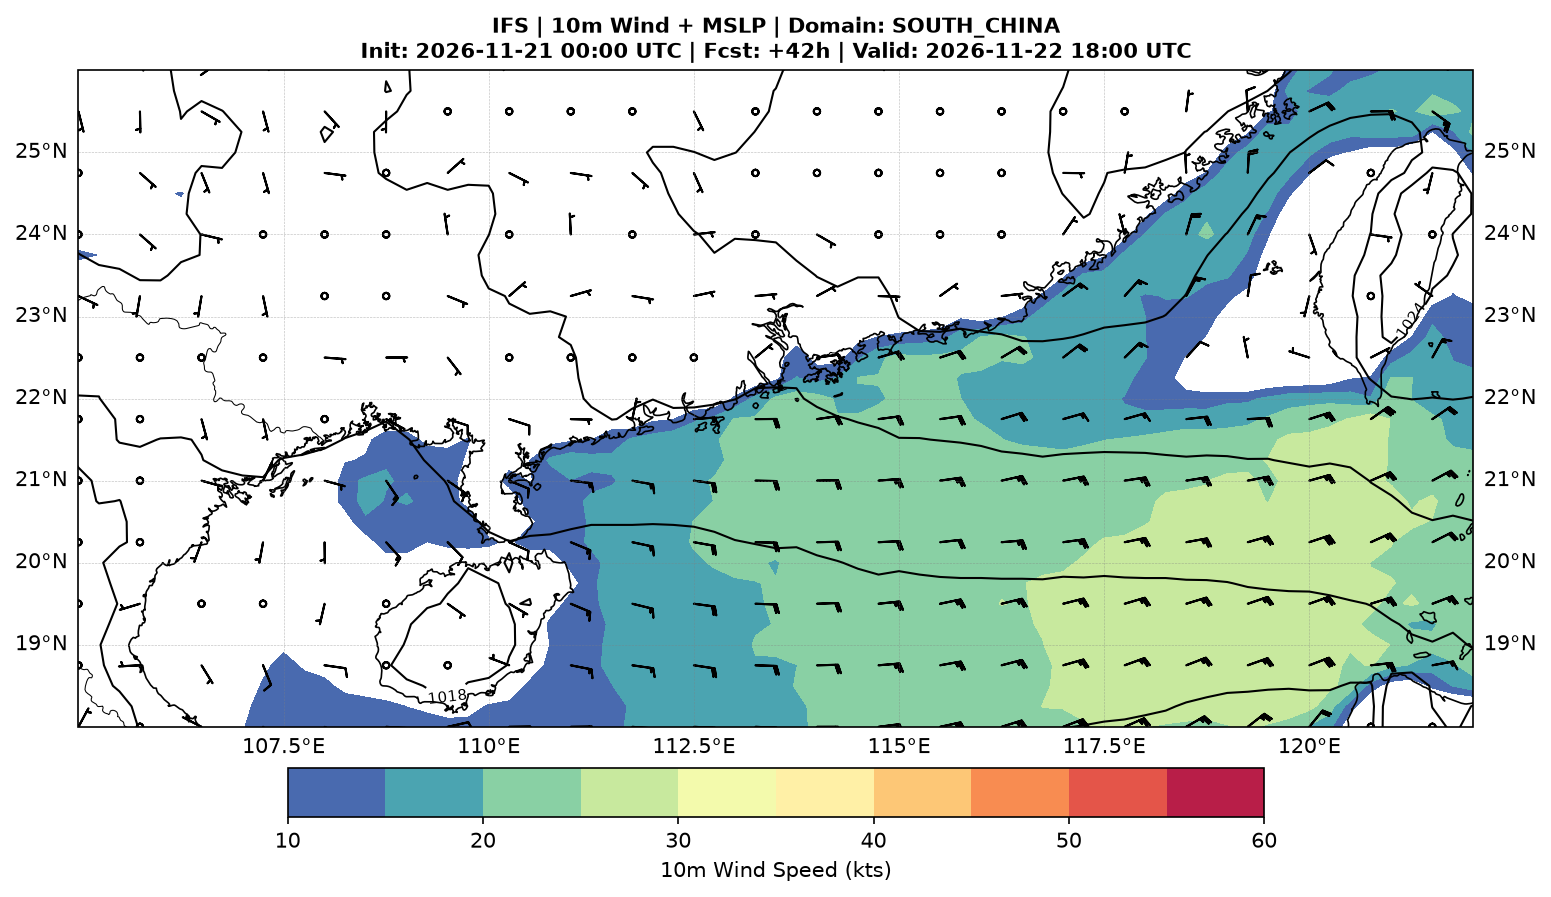 IFS | 10m Wind + MSLP | Domain: SOUTH_CHINA
Init: 2026-11-21 00:00 UTC | Fcst: +42h | Valid: 2026-11-22 18:00 UTC
25°N
25°N
24°N
24°N
23°N
23°N
1024
22°N
22°N
21°N
21°N
20°N
20°N
19°N
19°N
1018
107.5°E
110°E
112.5°E
115°E
117.5°E
120°E
10
20
30
40
50
60
10m Wind Speed (kts)